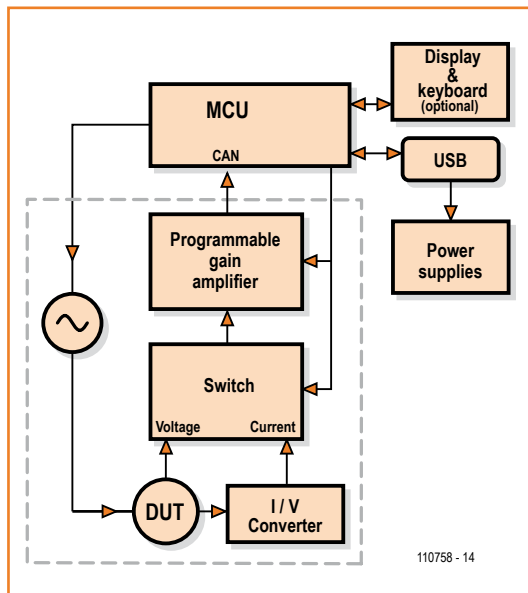 Display
&
keyboard
(optional)
MCU
CAN
USB
Programmable
gain
amplifier
Power
supplies
Switch
Voltage
Current
DUT
I / V
Converter
110758 - 14